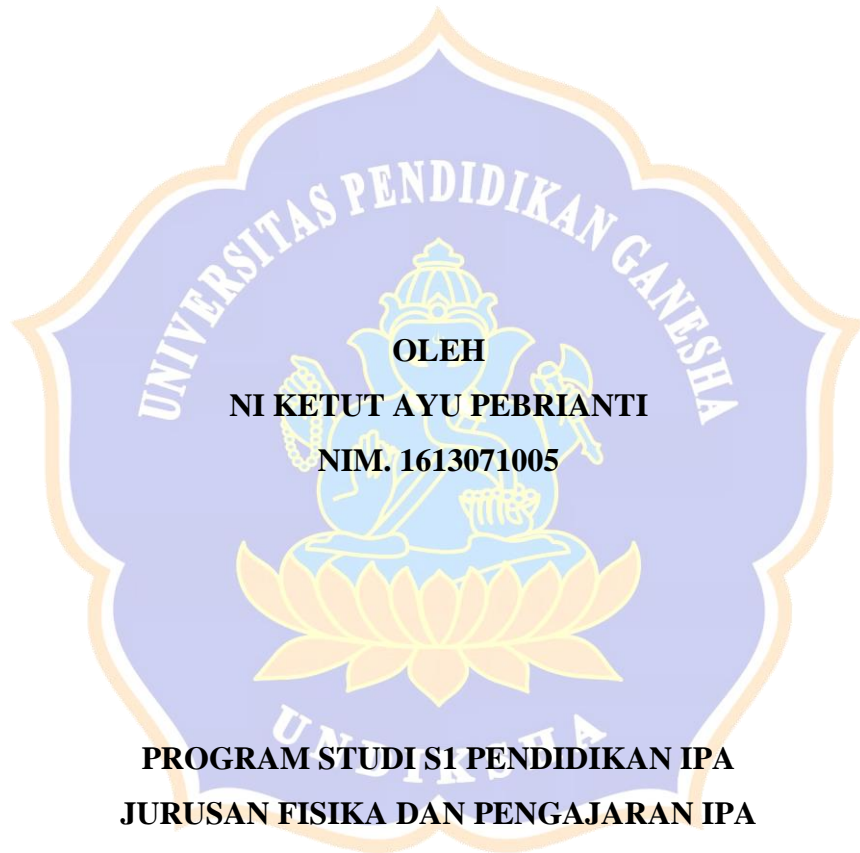 UNIVERSITAS PENDIDIKAN GANESHA
OLEH
NI KETUT AYU PEBRIANTI
NIM. 1613071005
UNDIKSHA
PROGRAM STUDI S1 PENDIDIKAN IPA
JURUSAN FISIKA DAN PENGAJARAN IPA